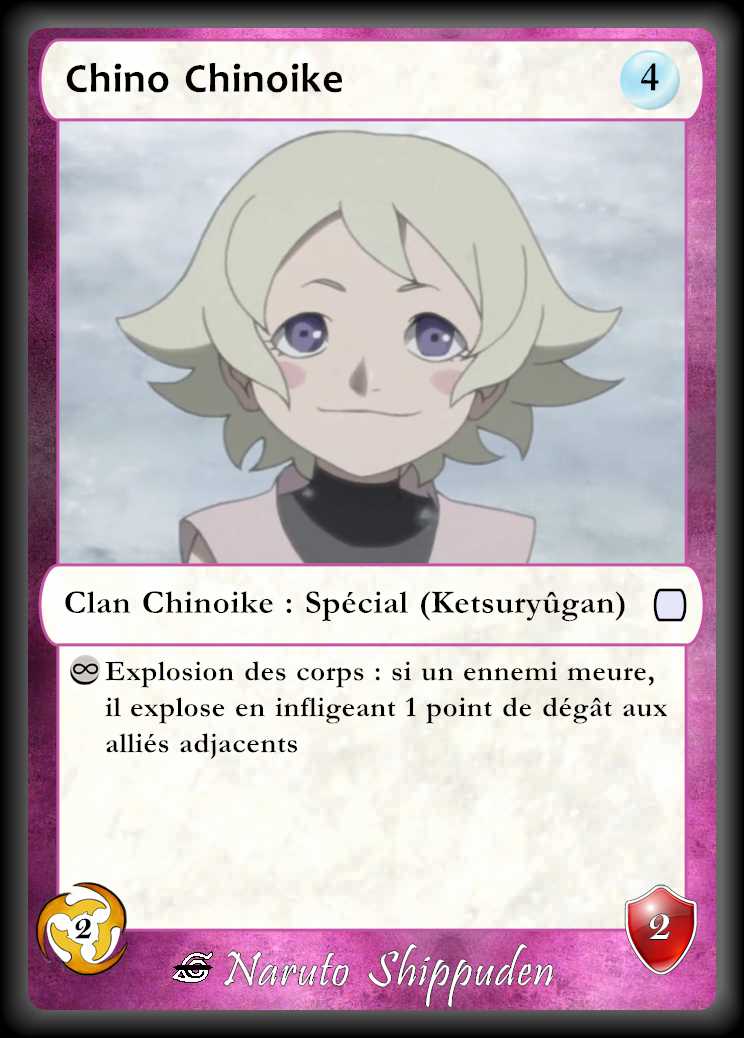 Chino Chinoike
4
Clan Chinoike : Spécial (Ketsuryûgan)
∞ Explosion des corps : si un ennemi meure,
il explose en infligeant 1 point de dégât aux
alliés adjacents
2
2
Naruto Shippuden